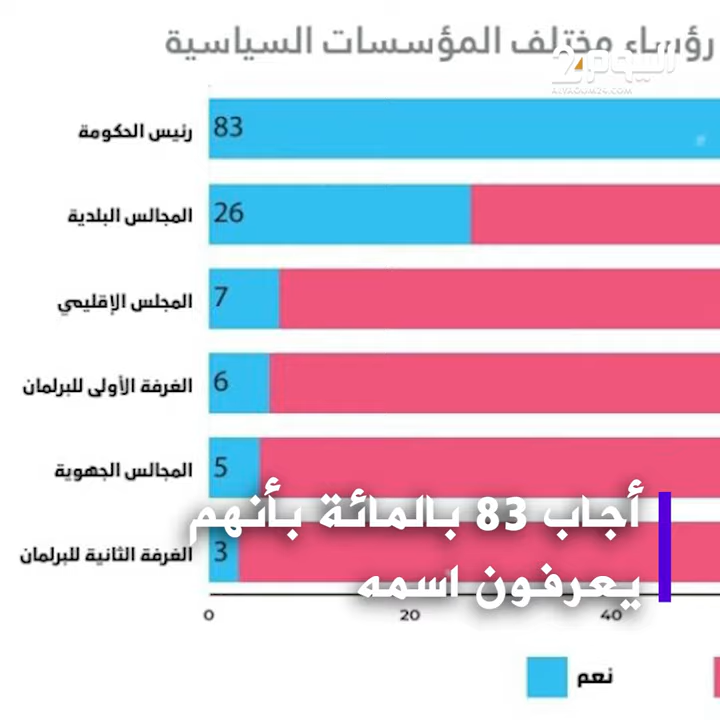 رؤساء مختلف المؤسسات السياسية
اليوم 24
ALYAOUM24.COM
رئيس الحكومة 83
المجالس البلدية 26
المجلس الإقليمي 7
الغرفة الأولى للبرلمان 6
المجالس الجهوية 5
الغرفة الثانية للبرلمان 3
0 20 40
نعم
أجاب 83 بالمائة بأنهم
يعرفون اسمه